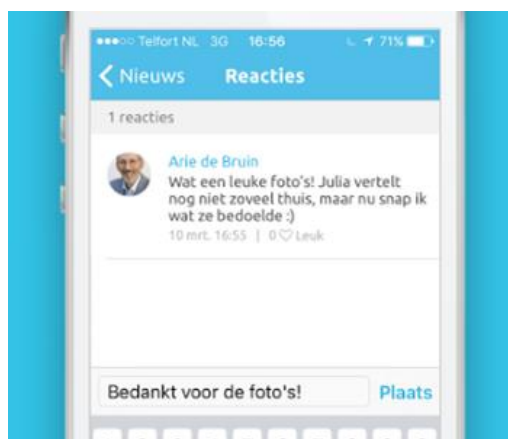 Telfort NL 3G 16:56 71%
Nieuws Reacties
1 reacties
Arie de Bruin
Wat een leuke foto's! Julia vertelt
nog niet zoveel thuis, maar nu snap ik
wat ze bedoelde :)
10 mrt. 16:55 | 0 Leuk
Bedankt voor de foto's! Plaats